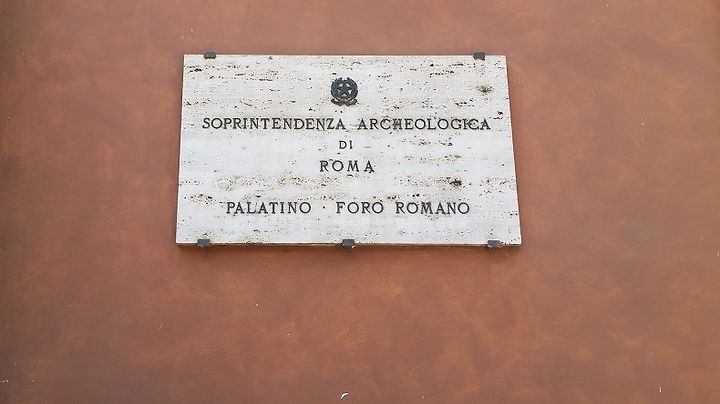 SOPRINTENDENZA ARCHEOLOGICA
DI
ROMA
PALATINO · FORO ROMANO